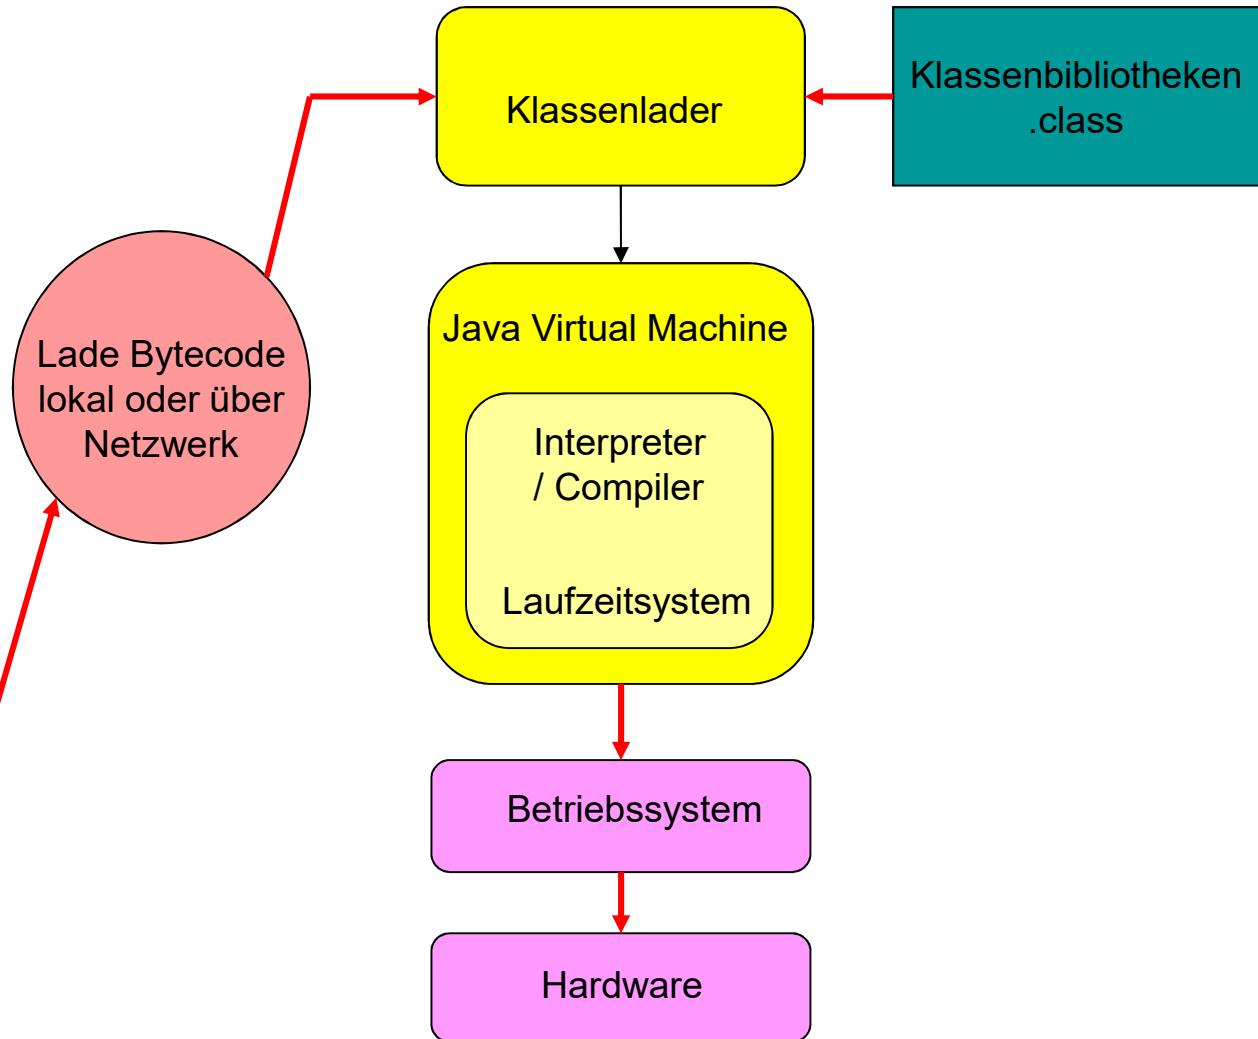 Klassenlader
Klassenbibliotheken
.class
Lade Bytecode
lokal oder über
Netzwerk
Java Virtual Machine
Interpreter
/ Compiler
Laufzeitsystem
Betriebssystem
Hardware